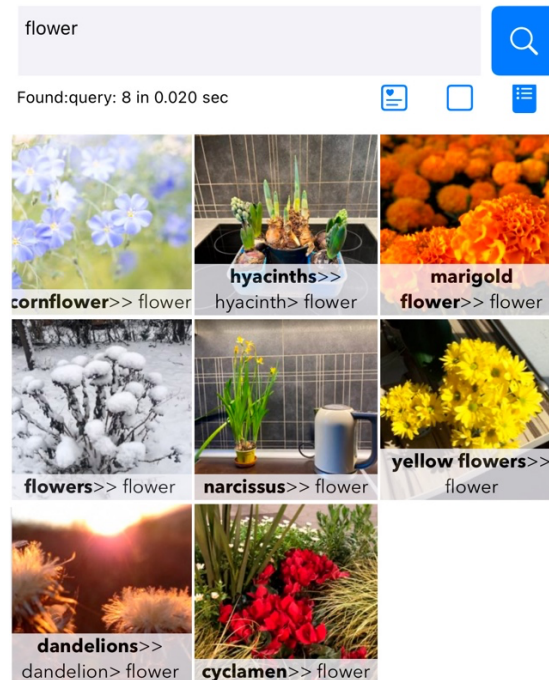 flower
Found:query: 8 in 0.020 sec
cornflower>> flower
hyacinths>>
hyacinth> flower
marigold
flower>> flower
flowers>> flower
narcissus>> flower
yellow flowers>>
flower
dandelions>>
dandelion> flower
cyclamen>> flower